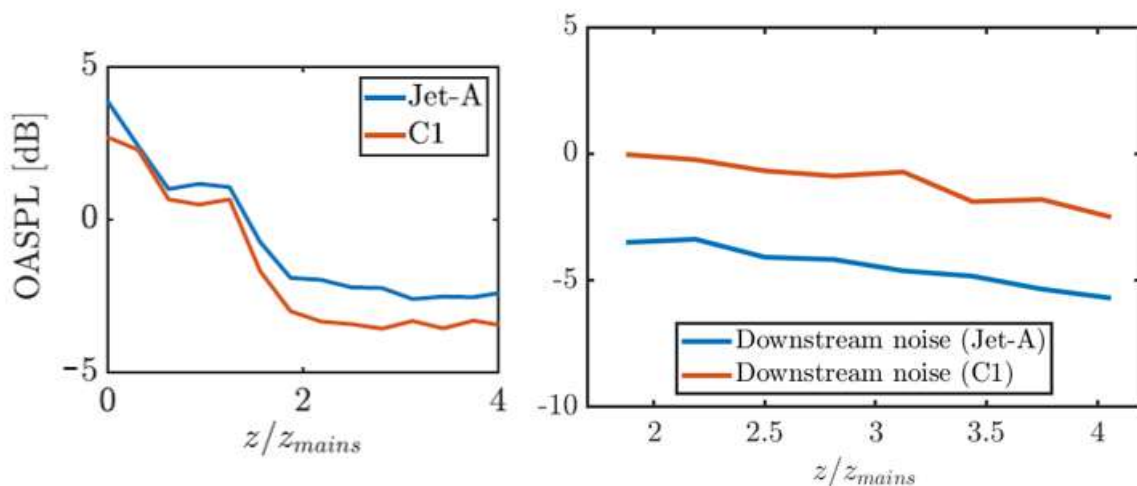 5
0
−5
OASPL [dB]
Jet-A
C1
0
2
4
z/z_mains
5
0
-5
-10
Downstream noise (Jet-A)
Downstream noise (C1)
2
2.5
3
3.5
4
z/z_mains